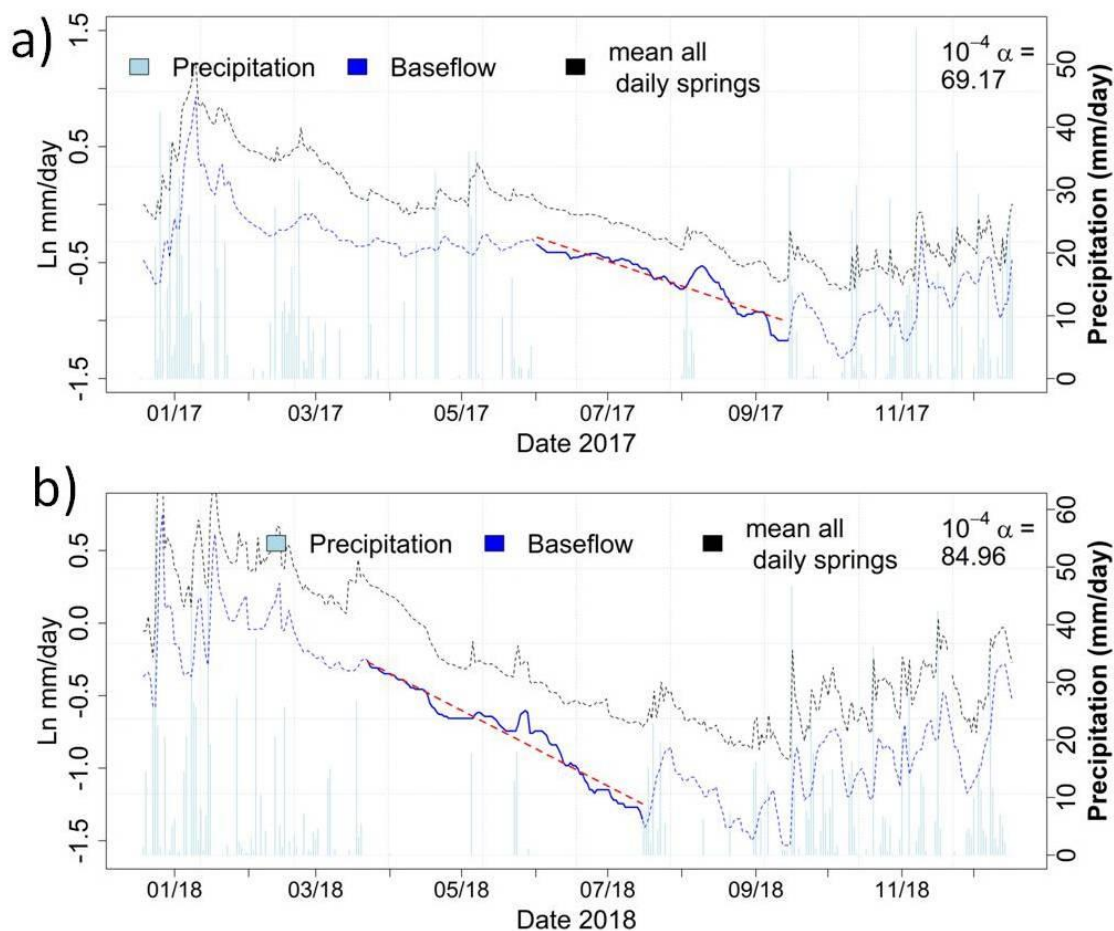 a)
Precipitation
Baseflow
mean all
daily springs
10⁻⁴ α =
69.17
Ln mm/day
1.5
0.5
-0.5
-1.5
Precipitation (mm/day)
50
40
30
20
10
0
01/17 03/17 05/17 07/17 09/17 11/17
Date 2017
b)
Precipitation
Baseflow
mean all
daily springs
10⁻⁴ α =
84.96
Ln mm/day
0.5
0.0
-0.5
-1.0
-1.5
Precipitation (mm/day)
60
50
40
30
20
10
0
01/18 03/18 05/18 07/18 09/18 11/18
Date 2018